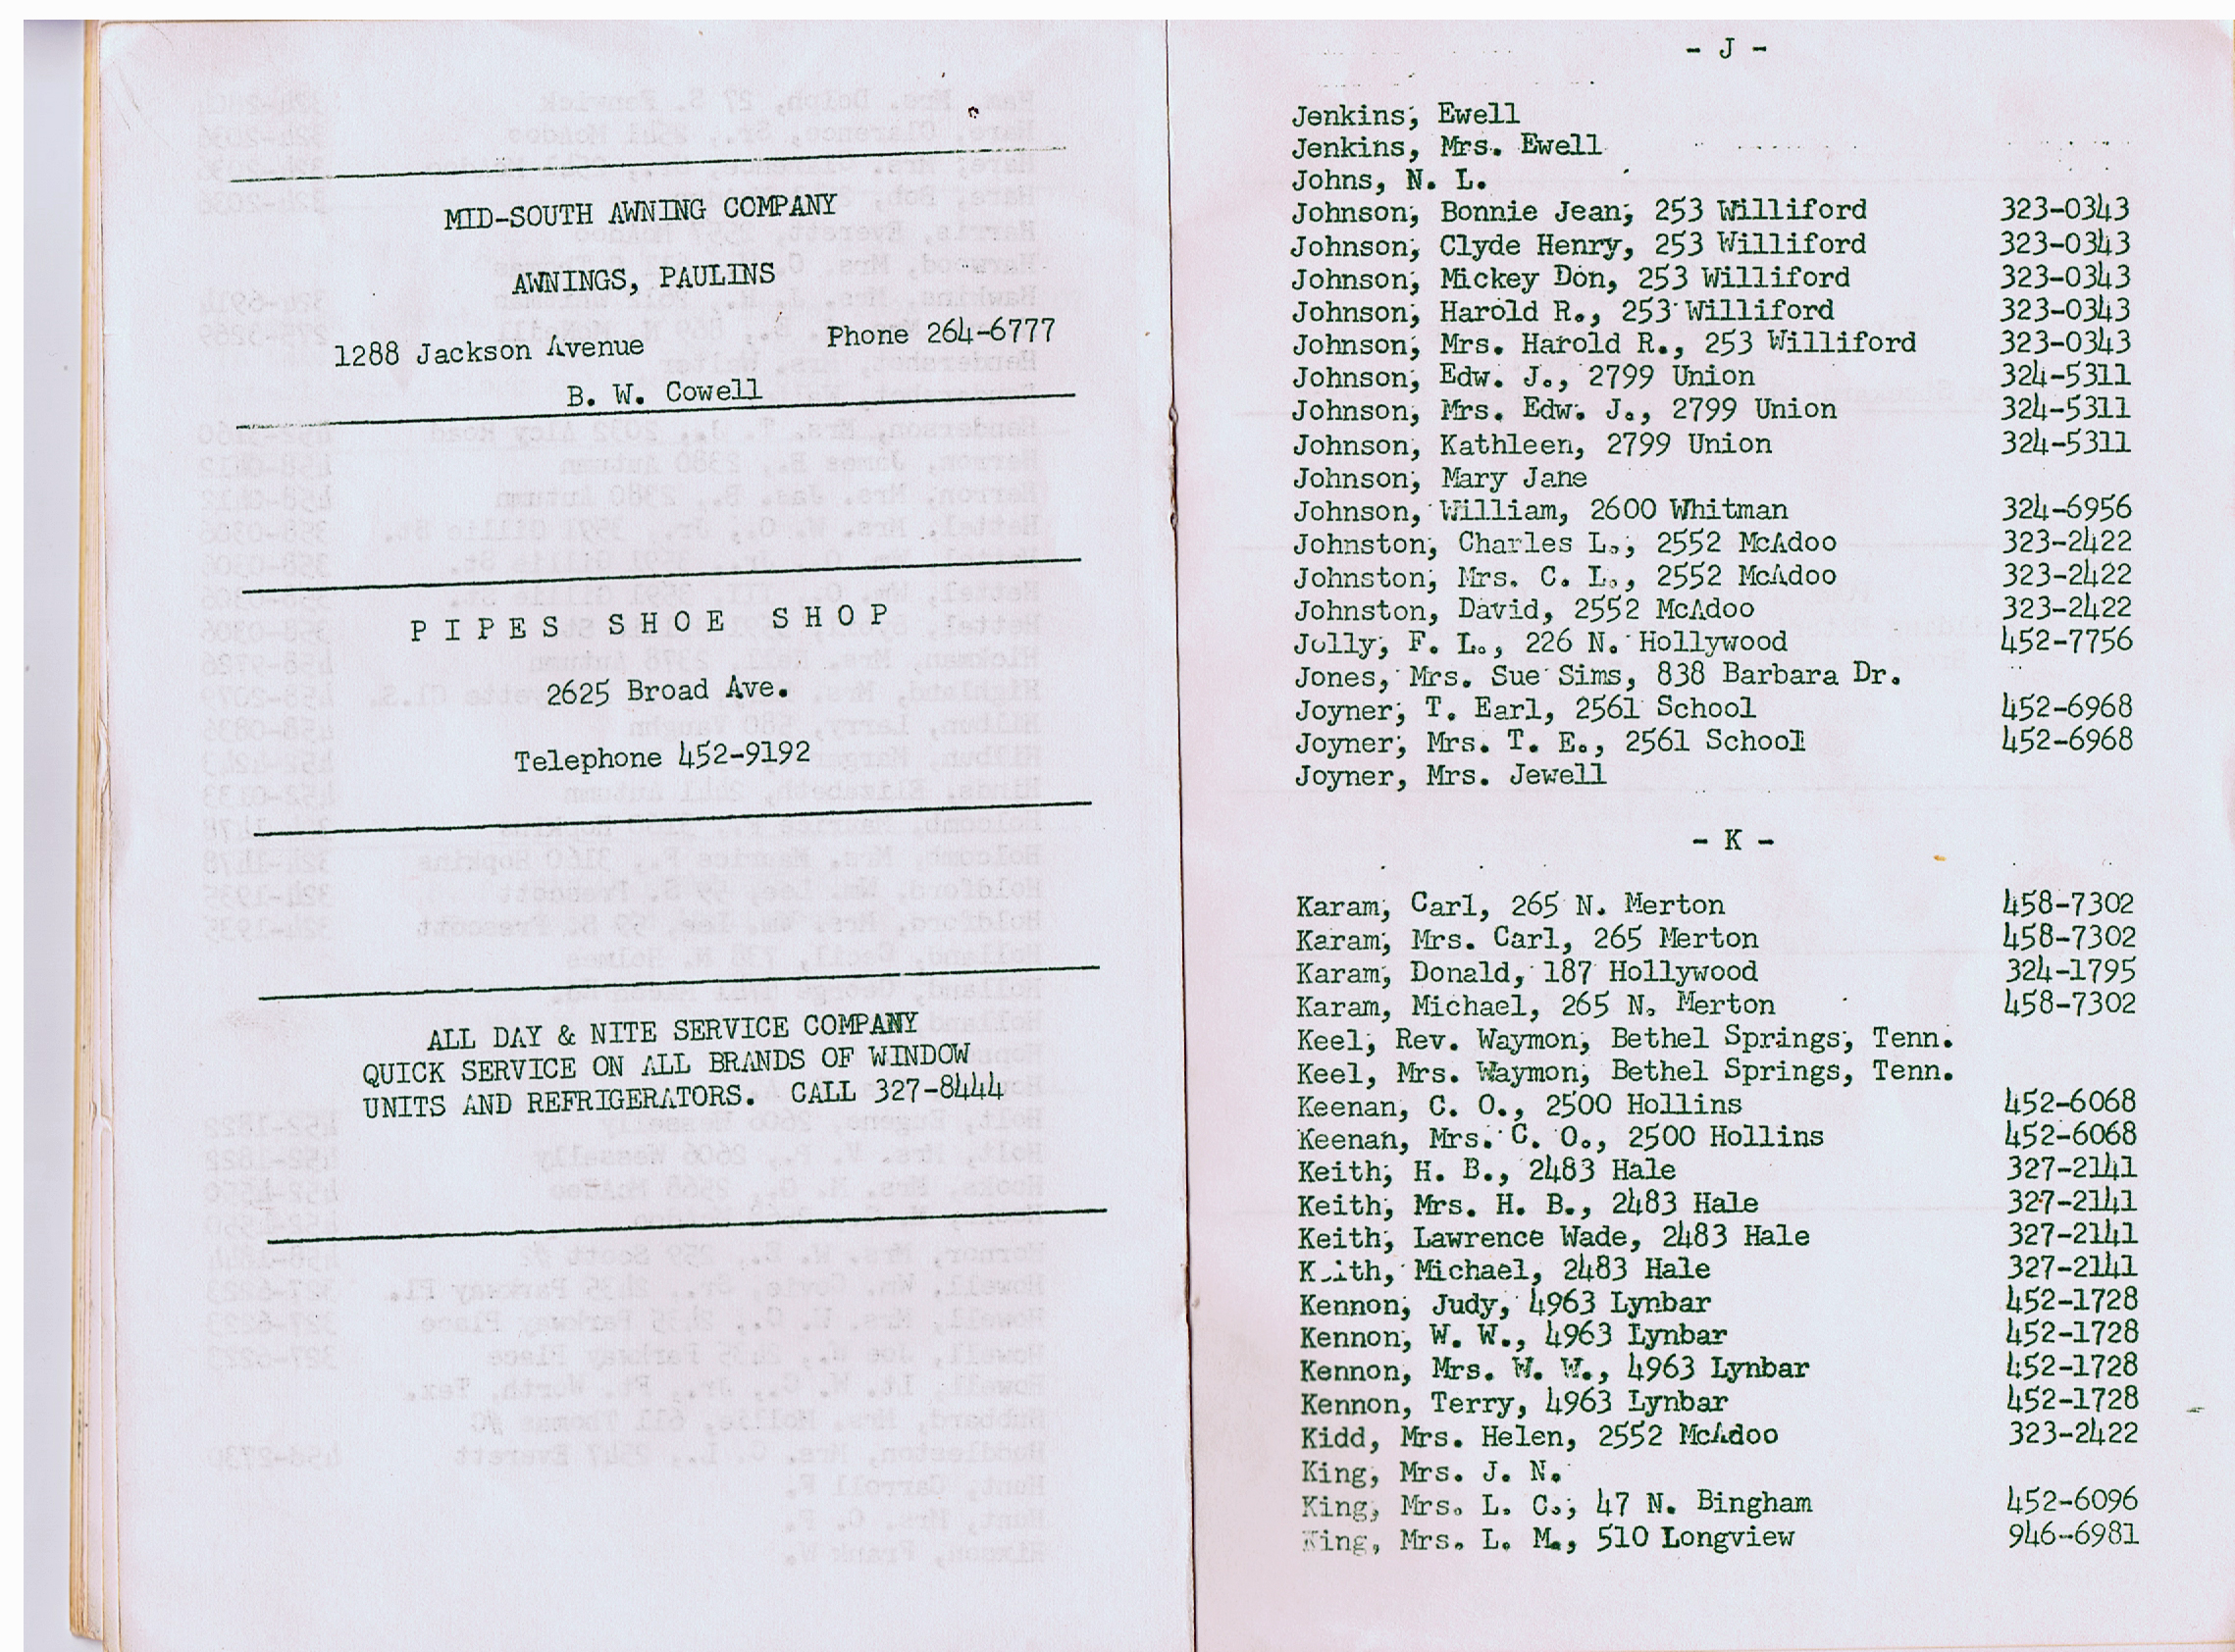 MID-SOUTH AWNING COMPANY
AWNINGS, PAULINS
1288 Jackson Avenue Phone 264-6777
B. W. Cowell
PIPES SHOE SHOP
2625 Broad Ave.
Telephone 452-9192
ALL DAY & NITE SERVICE COMPANY
QUICK SERVICE ON ALL BRANDS OF WINDOW
UNITS AND REFRIGERATORS. CALL 327-8444
- J -
Jenkins, Ewell
Jenkins, Mrs. Ewell
Johns, N. L.
Johnson, Bonnie Jean, 253 Williford 323-0343
Johnson, Clyde Henry, 253 Williford 323-0343
Johnson, Mickey Don, 253 Williford 323-0343
Johnson, Harold R., 253 Williford 323-0343
Johnson, Mrs. Harold R., 253 Williford 323-0343
Johnson, Edw. J., 2799 Union 324-5311
Johnson, Mrs. Edw. J., 2799 Union 324-5311
Johnson, Kathleen, 2799 Union 324-5311
Johnson, Mary Jane
Johnson, William, 2600 Whitman 324-6956
Johnston, Charles L., 2552 McAdoo 323-2422
Johnston, Mrs. C. L., 2552 McAdoo 323-2422
Johnston, David, 2552 McAdoo 323-2422
Jolly, F. L., 226 N. Hollywood 452-7756
Jones, Mrs. Sue Sims, 838 Barbara Dr.
Joyner, T. Earl, 2561 School 452-6968
Joyner, Mrs. T. E., 2561 School 452-6968
Joyner, Mrs. Jewell
- K -
Karam, Carl, 265 N. Merton 458-7302
Karam, Mrs. Carl, 265 Merton 458-7302
Karam, Donald, 187 Hollywood 324-1795
Karam, Michael, 265 N. Merton 458-7302
Keel, Rev. Waymon, Bethel Springs, Tenn.
Keel, Mrs. Waymon, Bethel Springs, Tenn.
Keenan, C. O., 2500 Hollins 452-6068
Keenan, Mrs. C. O., 2500 Hollins 452-6068
Keith, H. B., 2483 Hale 327-2141
Keith, Mrs. H. B., 2483 Hale 327-2141
Keith, Lawrence Wade, 2483 Hale 327-2141
Keith, Michael, 2483 Hale 327-2141
Kennon, Judy, 4963 Lynbar 452-1728
Kennon, W. W., 4963 Lynbar 452-1728
Kennon, Mrs. W. W., 4963 Lynbar 452-1728
Kennon, Terry, 4963 Lynbar 452-1728
Kidd, Mrs. Helen, 2552 McAdoo 323-2422
King, Mrs. J. N.
King, Mrs. L. C., 47 N. Bingham 452-6096
King, Mrs. L. M., 510 Longview 946-6981